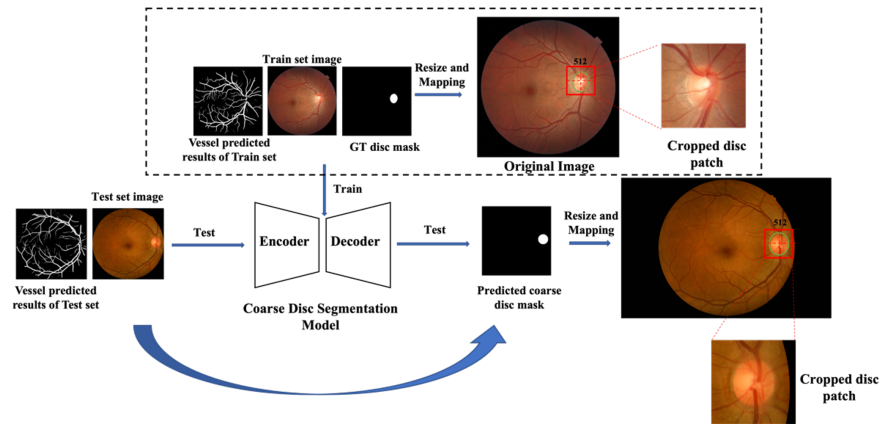 Train set image
Resize and
Mapping
512
Vessel predicted
results of Train set
GT disc mask
Original Image
Cropped disc
patch
Train
Test set image
Test
Encoder
Decoder
Test
Resize and
Mapping
512
Vessel predicted
results of Test set
Coarse Disc Segmentation
Model
Predicted coarse
disc mask
Cropped disc
patch